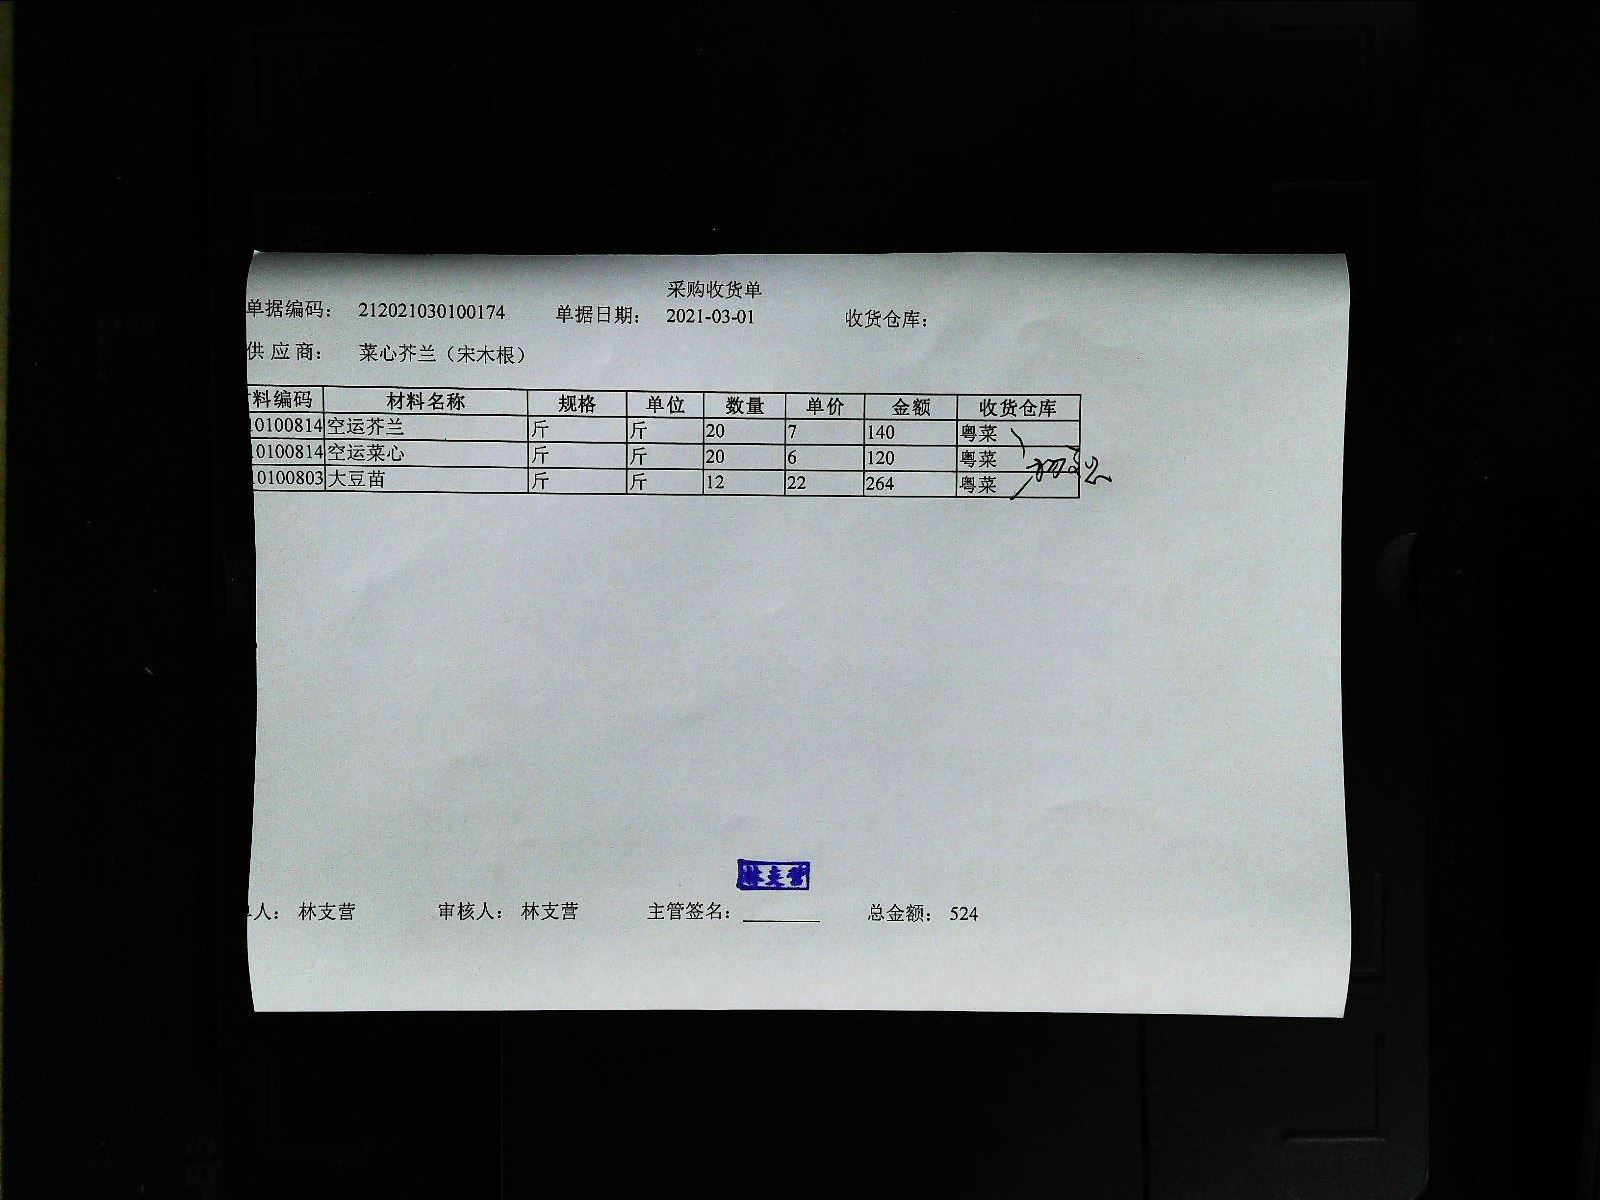 采购收货单
单据编码： 212021030100174 单据日期： 2021-03-01 收货仓库：
供应商： 菜心芥兰（宋木根）
料编码 材料名称 规格 单位 数量 单价 金额 收货仓库
0100814 空运芥兰 斤 斤 20 7 140 粤菜
0100814 空运菜心 斤 斤 20 6 120 粤菜
0100803 大豆苗 斤 斤 12 22 264 粤菜
林支营
人： 林支营 审核人： 林支营 主管签名： 总金额： 524